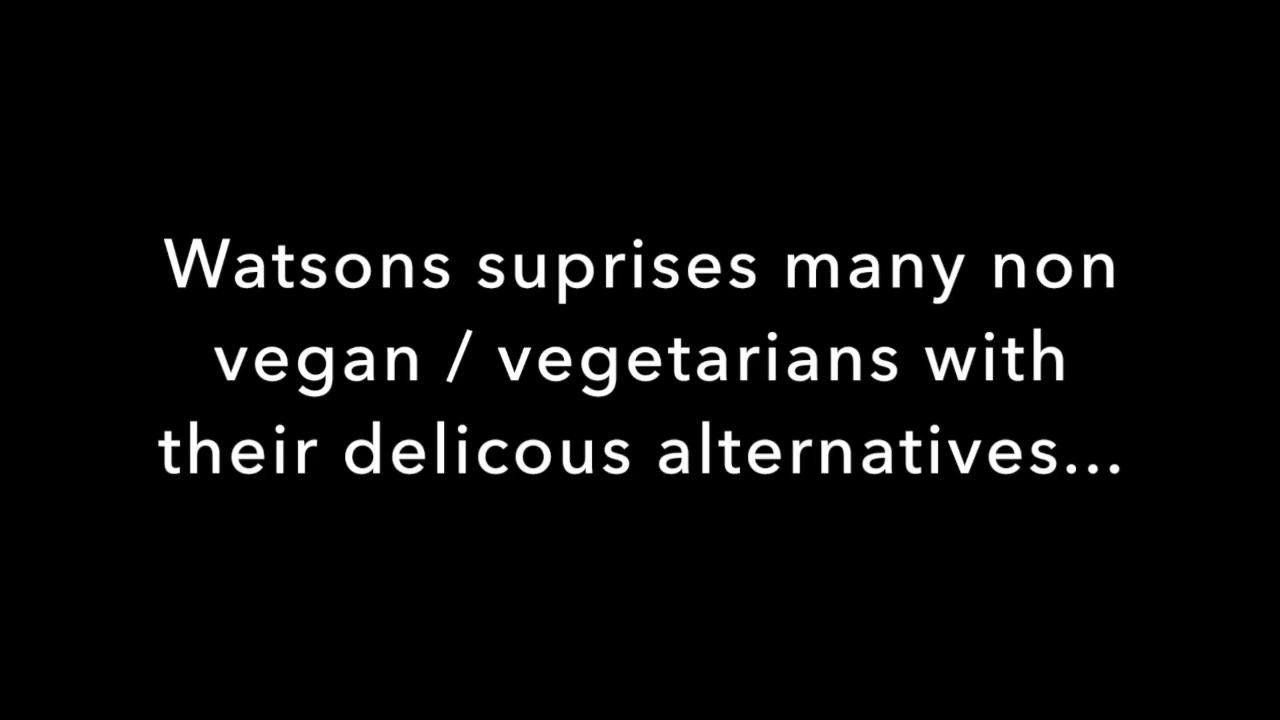 Watsons suprises many non
vegan / vegetarians with
their delicous alternatives...